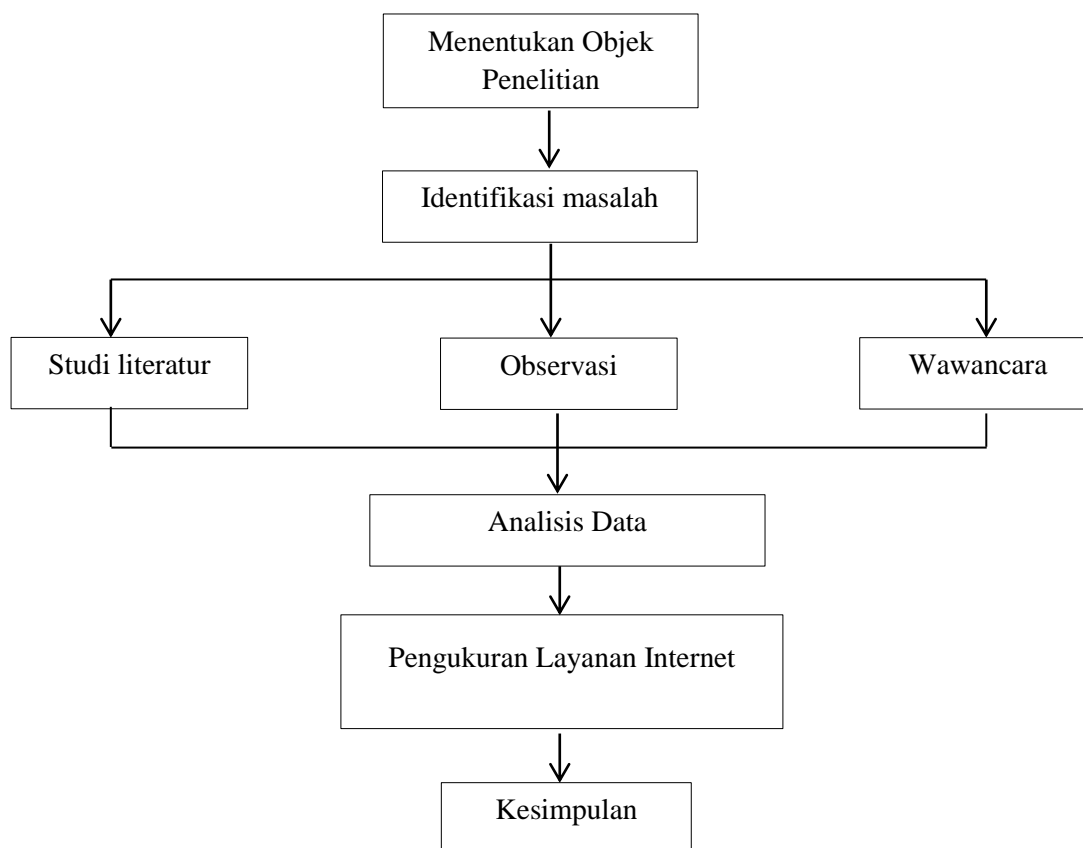 Menentukan Objek
Penelitian
Identifikasi masalah
Studi literatur
Observasi
Wawancara
Analisis Data
Pengukuran Layanan Internet
Kesimpulan